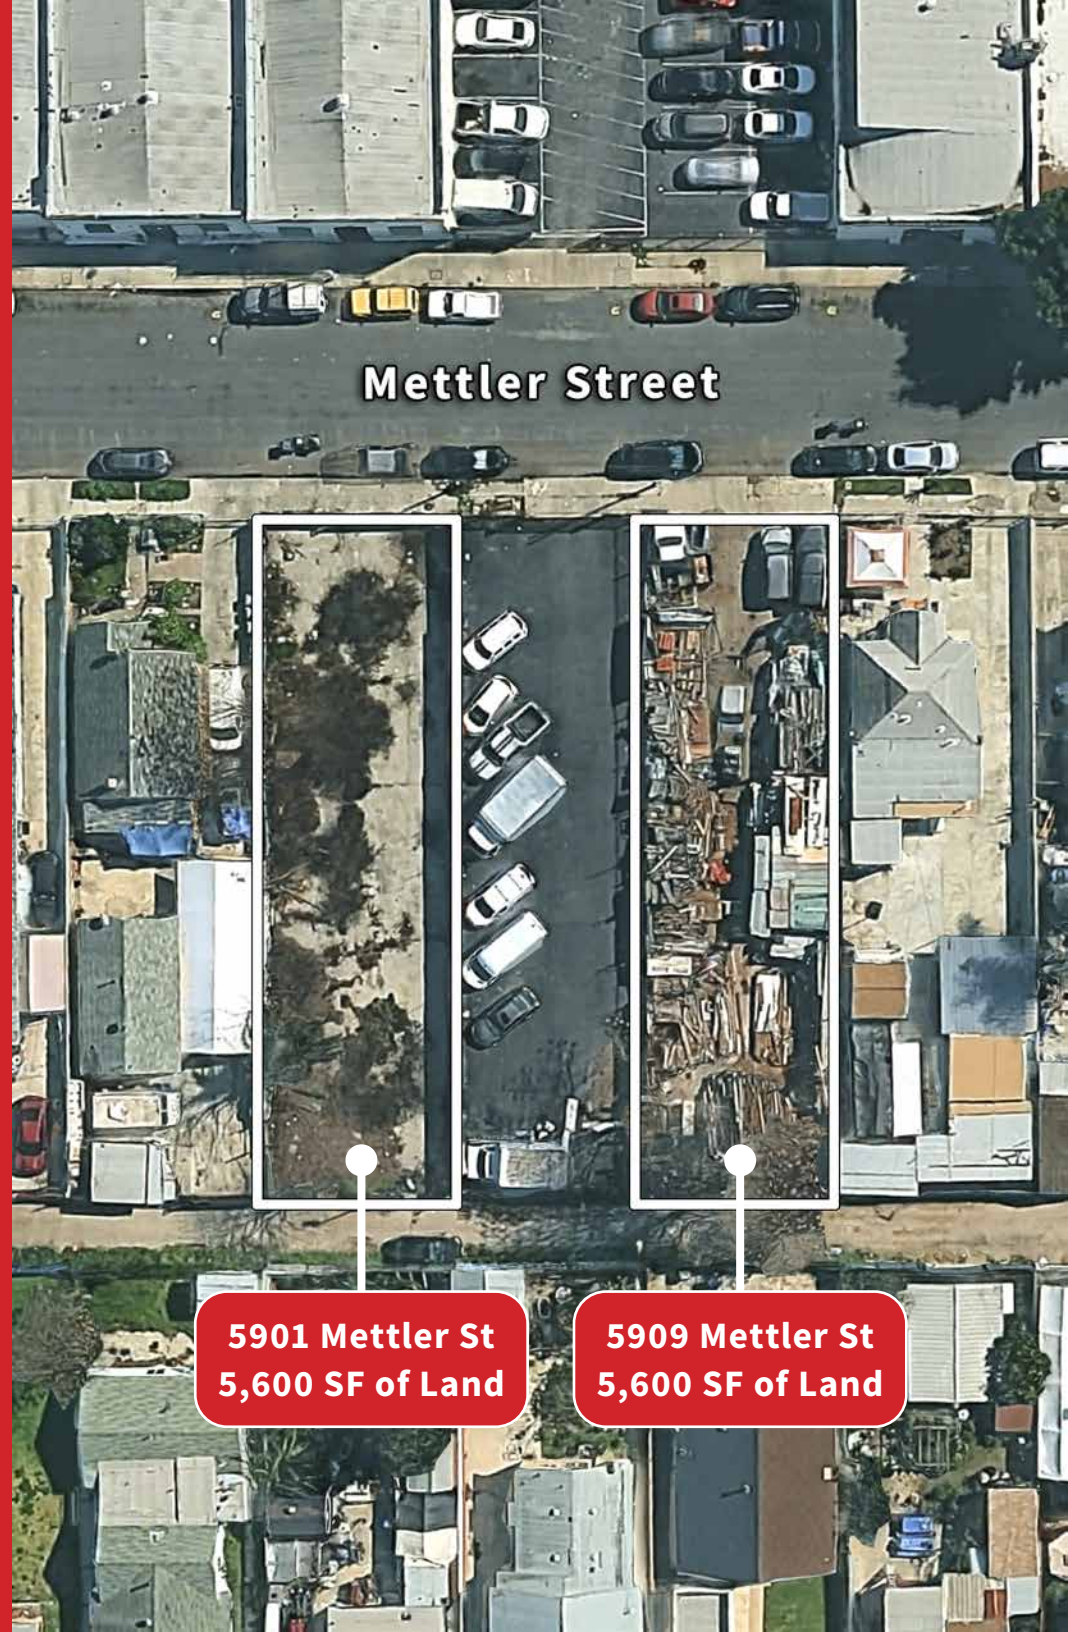 Mettler Street
5901 Mettler St
5,600 SF of Land
5909 Mettler St
5,600 SF of Land